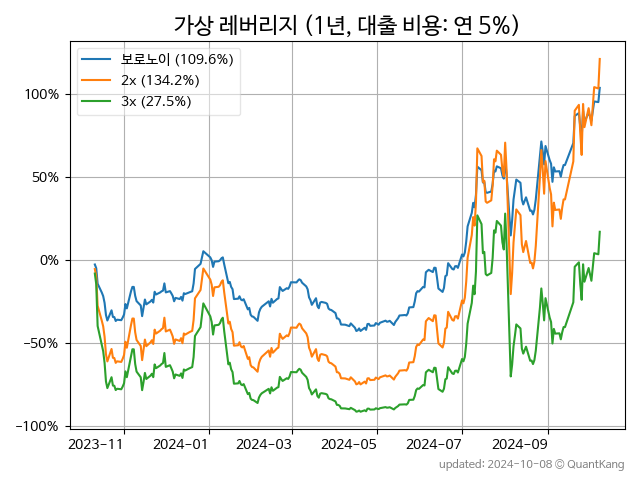 가상 레버리지 (1년, 대출 비용: 연 5%)
보로노이 (109.6%)
2x (134.2%)
3x (27.5%)
100%
50%
0%
−50%
−100%
2023-11 2024-01 2024-03 2024-05 2024-07 2024-09
updated: 2024-10-08 © QuantKang